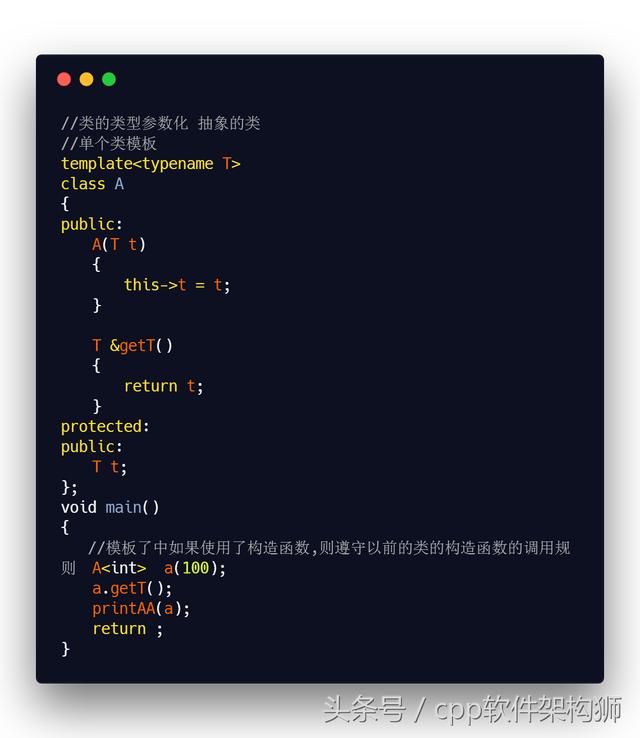 //类的类型参数化 抽象的类
//单个类模板
template<typename T>
class A
{
public:
    A(T t)
    {
        this->t = t;
    }

    T &getT()
    {
        return t;
    }
protected:
public:
    T t;
};
void main()
{
   //模板了中如果使用了构造函数,则遵守以前的类的构造函数的调用规
则  A<int>  a(100);
    a.getT();
    printAA(a);
    return ;
}
头条号 / cpp软件架构狮